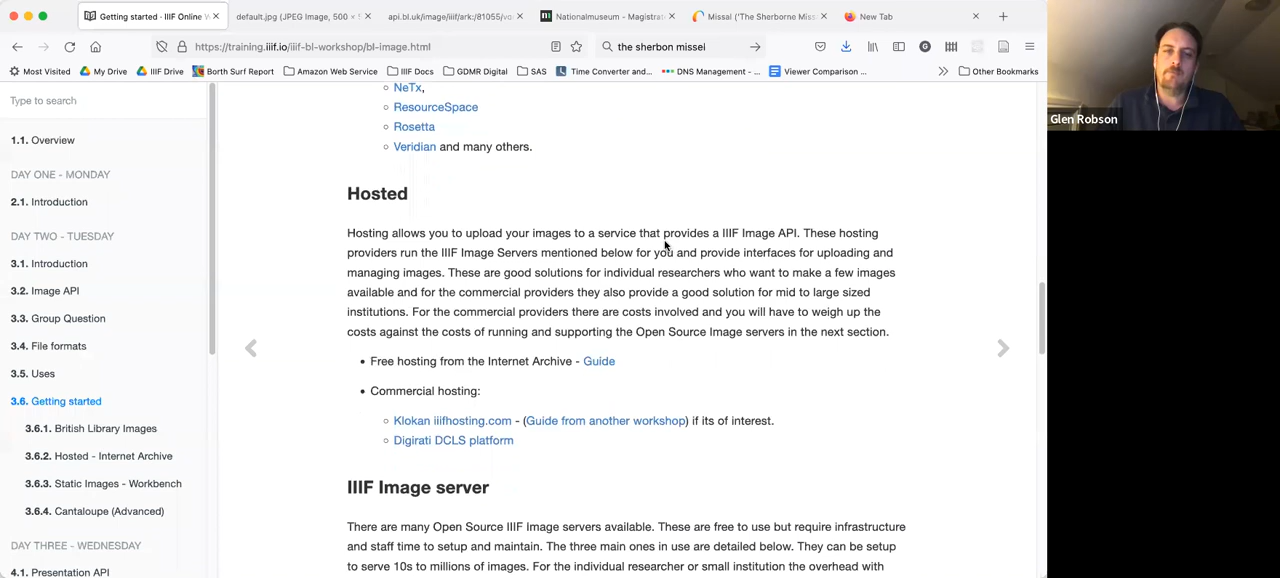 Getting started - IIIF Online W
default.jpg (JPEG Image, 500 ×
api.bl.uk/image/iiif/ark:/81055/vd
Nationalmuseum - Magistrat
Missal ('The Sherborne Miss
New Tab
https://training.iiif.io/iiif-bl-workshop/bl-image.html
the sherbon missel
Most Visited
My Drive
IIIF Drive
Borth Surf Report
Amazon Web Service
IIIF Docs
GDMR Upload
SAS
Time Converter and...
DNS Management - ...
Viewer Comparison ...
Other Bookmarks
Type to search
1.1. Overview
DAY ONE - MONDAY
2.1. Introduction
DAY TWO - TUESDAY
3.1. Introduction
3.2. Image API
3.3. Group Question
3.4. File formats
3.5. Uses
3.6. Getting started
3.6.1. British Library Images
3.6.2. Hosted - Internet Archive
3.6.3. Static Images - Workbench
3.6.4. Cantaloupe (Advanced)
DAY THREE - WEDNESDAY
4.1. Presentation API
NeTx,
ResourceSpace
Rosetta
Veridian and many others.
Hosted
Hosting allows you to upload your images to a service that provides a IIIF Image API. These hosting
providers run the IIIF Image Servers mentioned below for you and provide interfaces for uploading and
managing images. These are good solutions for individual researchers who want to make a few images
available and for the commercial providers they also provide a good solution for mid to large sized
institutions. For the commercial providers there are costs involved and you will have to weigh up the
costs against the costs of running and supporting the Open Source Image servers in the next section.
Free hosting from the Internet Archive - Guide
Commercial hosting:
Klokan iiifhosting.com - (Guide from another workshop) if its of interest.
Digirati DCLS platform
IIIF Image server
There are many Open Source IIIF Image servers available. These are free to use but require infrastructure
and staff time to setup and maintain. The three main ones in use are detailed below. They can be setup
to serve 10s to millions of images. For the individual researcher or small institution the overhead with
Glen Robson